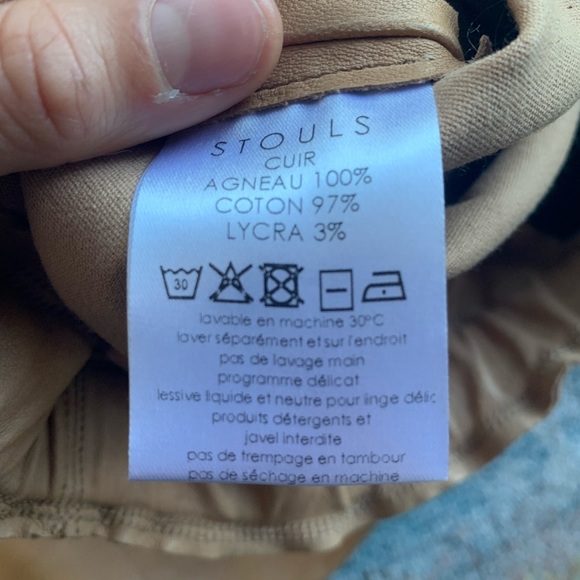 STOULS
CUIR
AGNEAU 100%
COTON 97%
LYCRA 3%
30
lavable en machine 30°C
laver séparément et sur l'endroit
pas de lavage main
programme délicat
lessive liquide et neutre pour linge délic
produits détergents et
javel interdite
pas de trempage en tambour
pas de séchage en machine